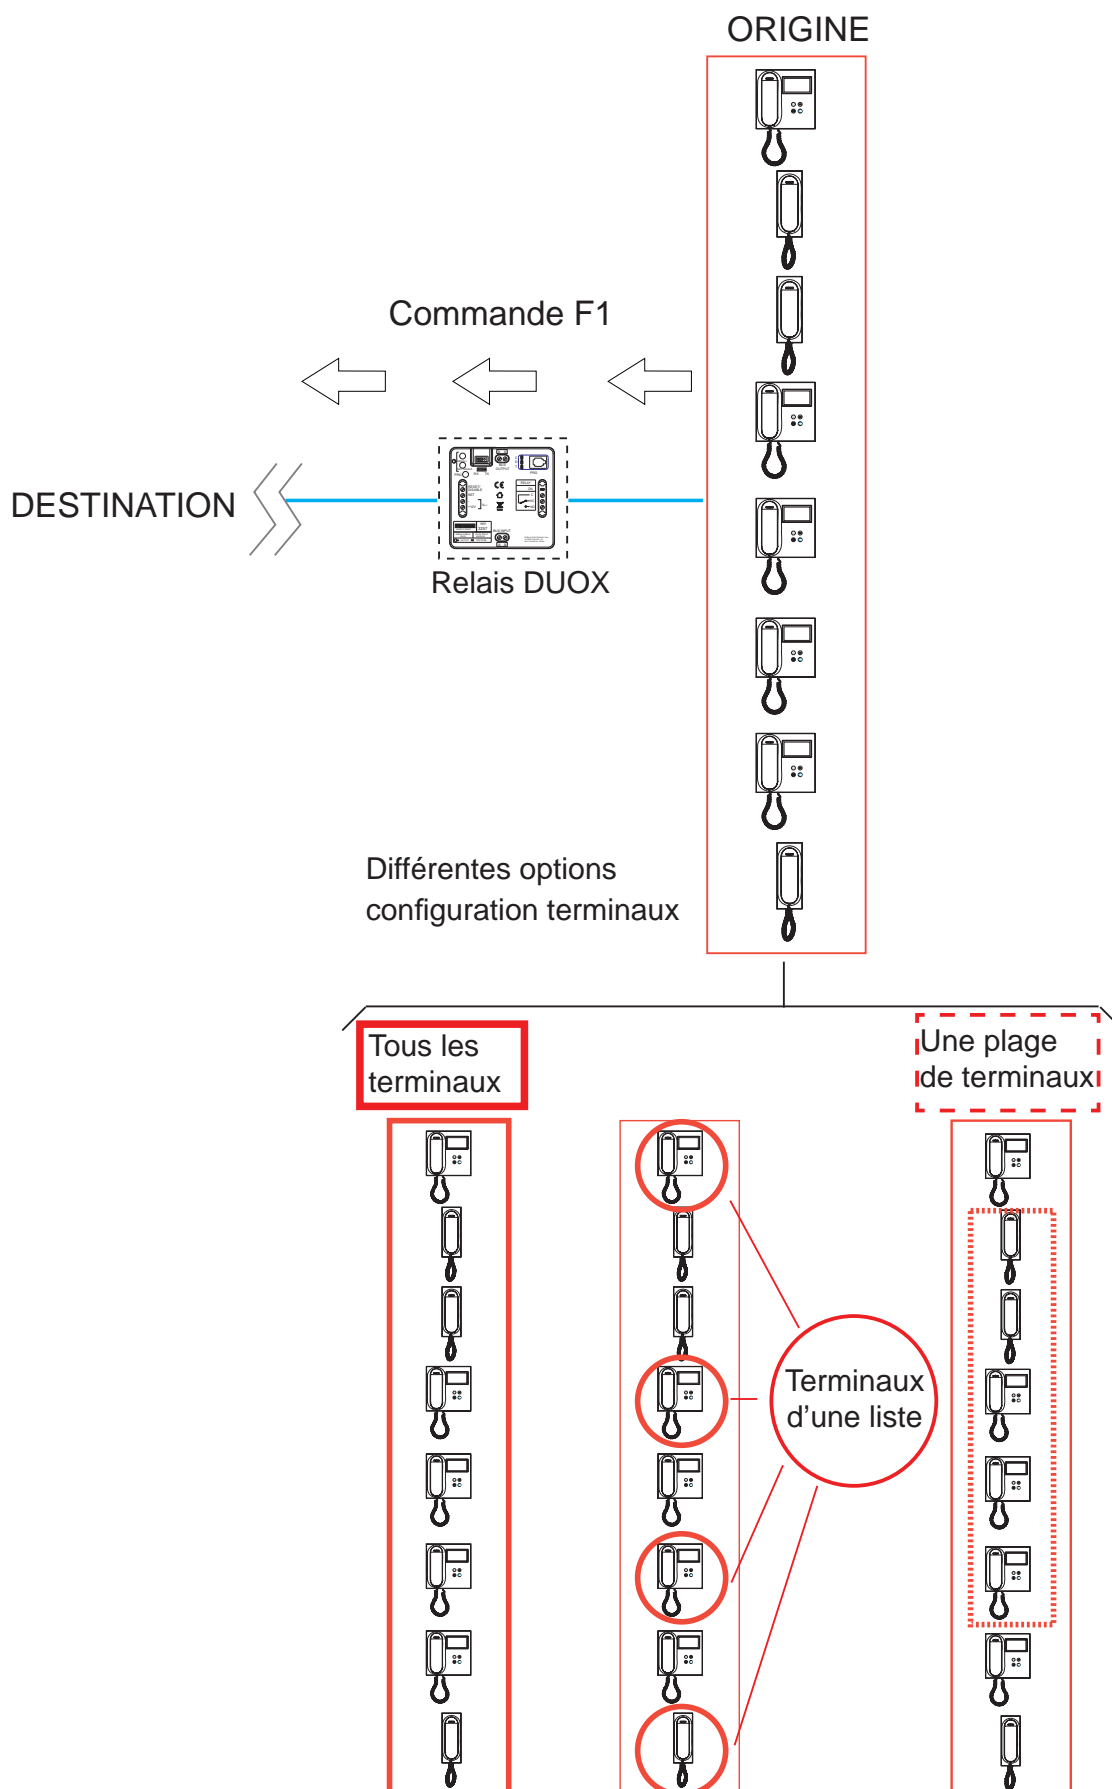 ORIGINE
Commande F1
DESTINATION
Relais DUOX
Différentes options
configuration terminaux
Tous les
terminaux
Une plage
de terminaux
Terminaux
d’une liste